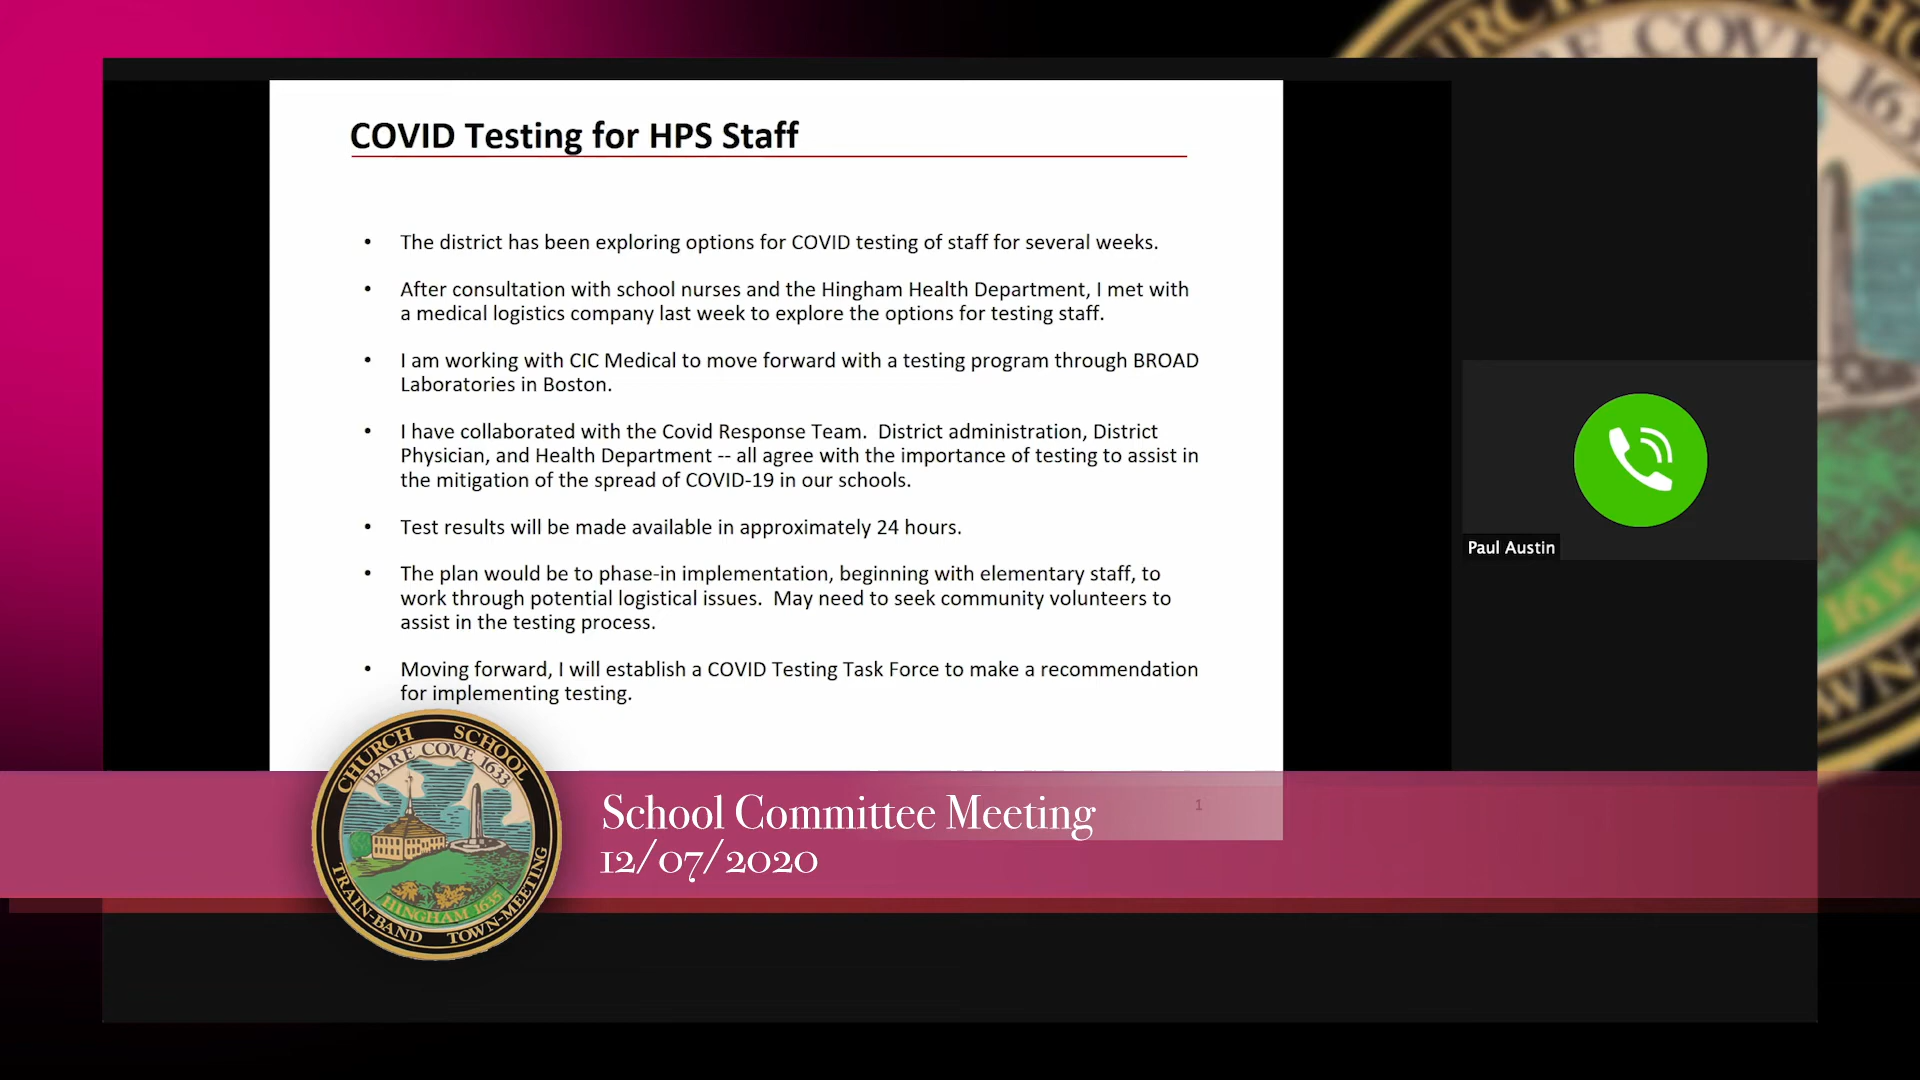 COVID Testing for HPS Staff
• The district has been exploring options for COVID testing of staff for several weeks.
• After consultation with school nurses and the Hingham Health Department, I met with
a medical logistics company last week to explore the options for testing staff.
• I am working with CIC Medical to move forward with a testing program through BROAD
Laboratories in Boston.
• I have collaborated with the Covid Response Team.  District administration, District
Physician, and Health Department -- all agree with the importance of testing to assist in
the mitigation of the spread of COVID-19 in our schools.
• Test results will be made available in approximately 24 hours.
• The plan would be to phase-in implementation, beginning with elementary staff, to
work through potential logistical issues.  May need to seek community volunteers to
assist in the testing process.
• Moving forward, I will establish a COVID Testing Task Force to make a recommendation
for implementing testing.
1
Paul Austin
School Committee Meeting
12/07/2020
CHURCH SCHOOL
BARE COVE 1633
HINGHAM 1635
TRAIN-BAND TOWN-MEETING
COVE
163
1635